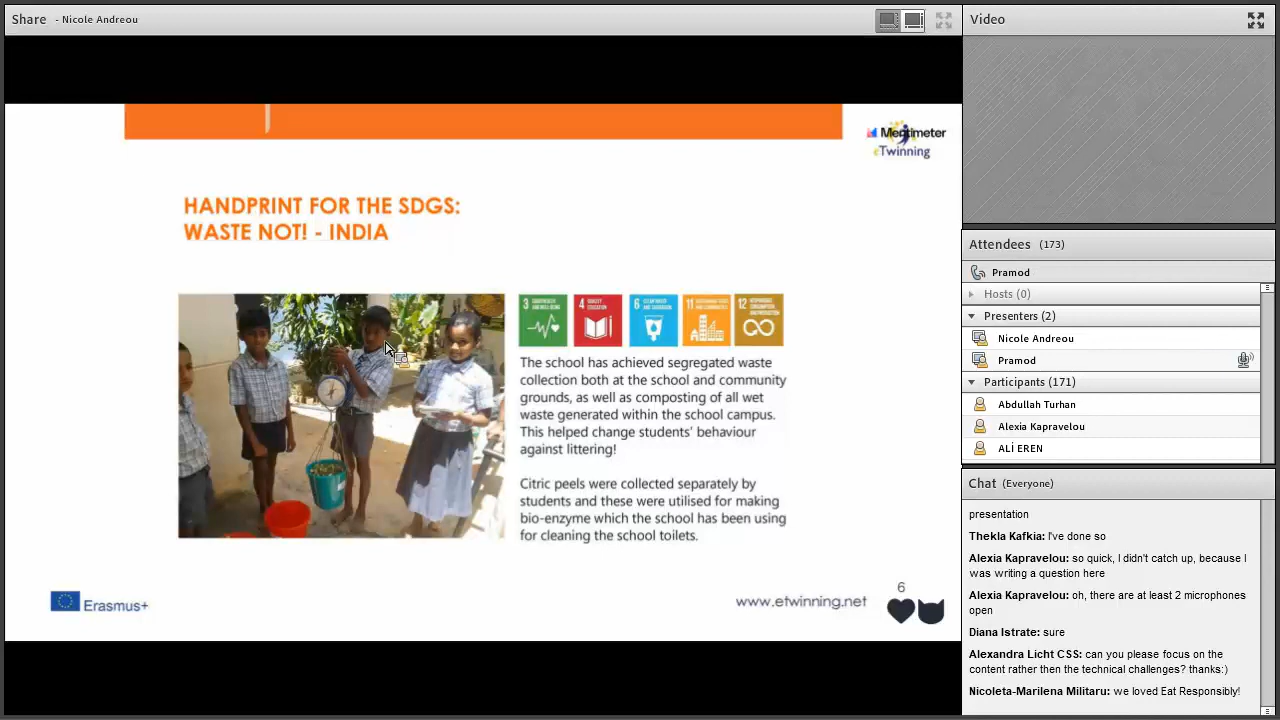 Share - Nicole Andreou
Video
Mentimeter
eTwinning
HANDPRINT FOR THE SDGS:
WASTE NOT! - INDIA
3
4 QUALITY EDUCATION
6
11
12
The school has achieved segregated waste
collection both at the school and community
grounds, as well as composting of all wet
waste generated within the school campus.
This helped change students' behaviour
against littering!
Citric peels were collected separately by
students and these were utilised for making
bio-enzyme which the school has been using
for cleaning the school toilets.
Erasmus+
www.etwinning.net
6
Attendees (173)
Pramod
Hosts (0)
Presenters (2)
Nicole Andreou
Pramod
Participants (171)
Abdullah Turhan
Alexia Kapravelou
ALİ EREN
Chat (Everyone)
presentation
Thekla Kafkia: I've done so
Alexia Kapravelou: so quick, I didn't catch up, because I
was writing a question here
Alexia Kapravelou: oh, there are at least 2 microphones
open
Diana Istrate: sure
Alexandra Licht CSS: can you please focus on the
content rather then the technical challenges? thanks:)
Nicoleta-Marilena Militaru: we loved Eat Responsibly!